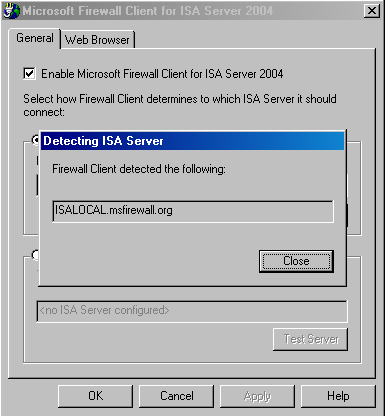 Microsoft Firewall Client for ISA Server 2004
General
Web Browser
Enable Microsoft Firewall Client for ISA Server 2004
Select how Firewall Client determines to which ISA Server it should
connect:
Detecting ISA Server
Firewall Client detected the following:
ISALOCAL.msfirewall.org
Close
<no ISA Server configured>
Test Server
OK
Cancel
Apply
Help